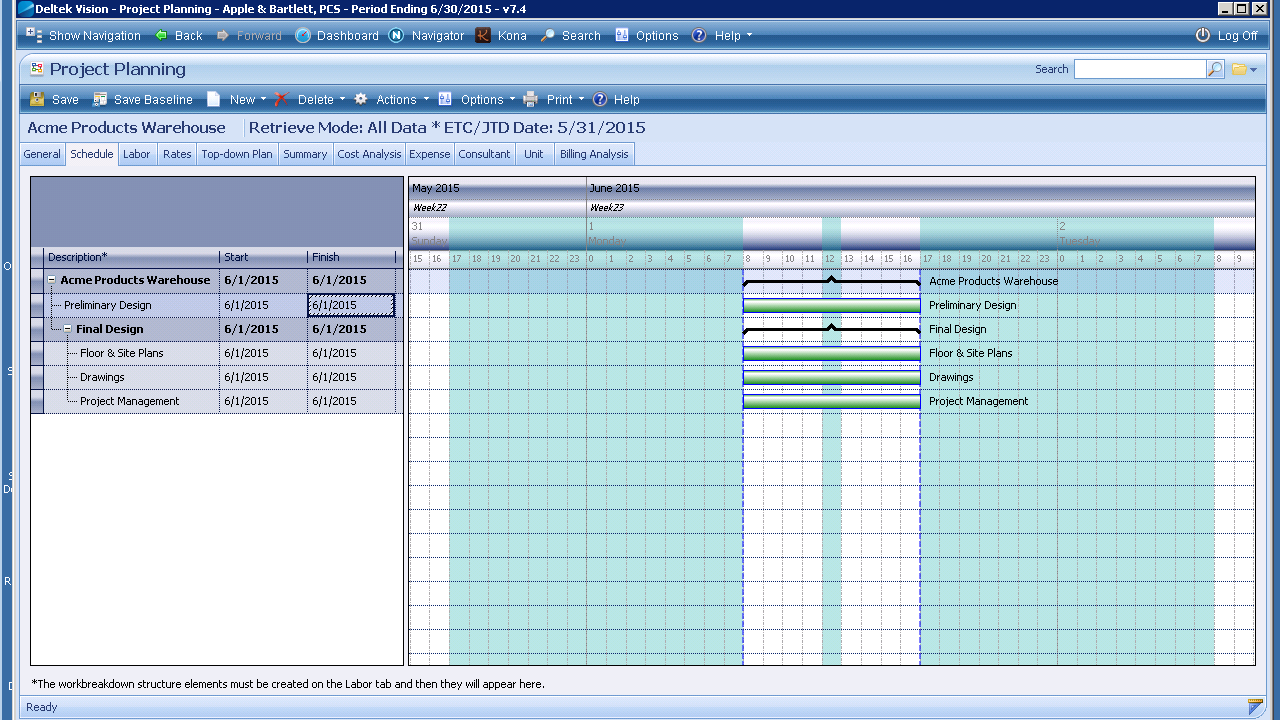 Deltek Vision - Project Planning - Apple & Bartlett, PCS - Period Ending 6/30/2015 - v7.4
Show Navigation Back Forward Dashboard Navigator Kona Search Options Help Log Off
Project Planning Search
Save Save Baseline New Delete Actions Options Print Help
Acme Products Warehouse Retrieve Mode: All Data * ETC/JTD Date: 5/31/2015
General Schedule Labor Rates Top-down Plan Summary Cost Analysis Expense Consultant Unit Billing Analysis
May 2015 June 2015
Week22 Week23
31 1 2
Sunday Monday Tuesday
Description* Start Finish
15 16 17 18 19 20 21 22 23 0 1 2 3 4 5 6 7 8 9 10 11 12 13 14 15 16 17 18 19 20 21 22 23 0 1 2 3 4 5 6 7 8 9
Acme Products Warehouse 6/1/2015 6/1/2015 Acme Products Warehouse
Preliminary Design 6/1/2015 6/1/2015 Preliminary Design
Final Design 6/1/2015 6/1/2015 Final Design
Floor & Site Plans 6/1/2015 6/1/2015 Floor & Site Plans
Drawings 6/1/2015 6/1/2015 Drawings
Project Management 6/1/2015 6/1/2015 Project Management
*The workbreakdown structure elements must be created on the Labor tab and then they will appear here.
Ready